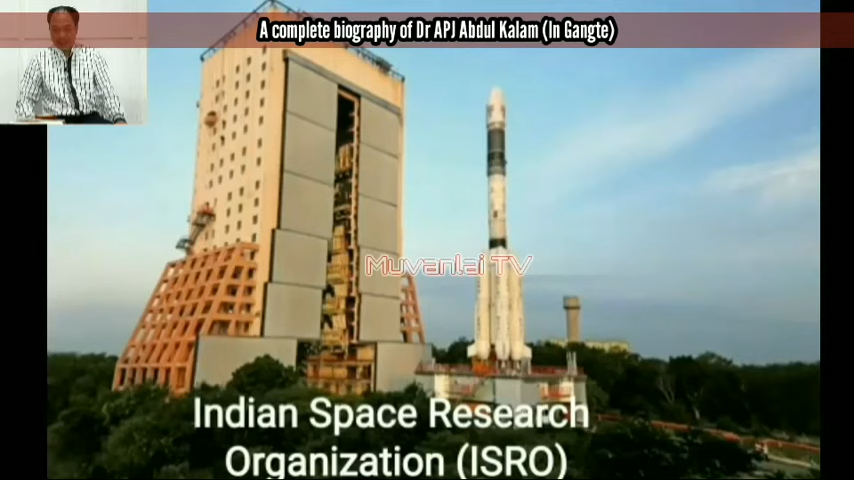 A complete biography of Dr APJ Abdul Kalam (In Gangte)
Muvanlai TV
Indian Space Research
Organization (ISRO)